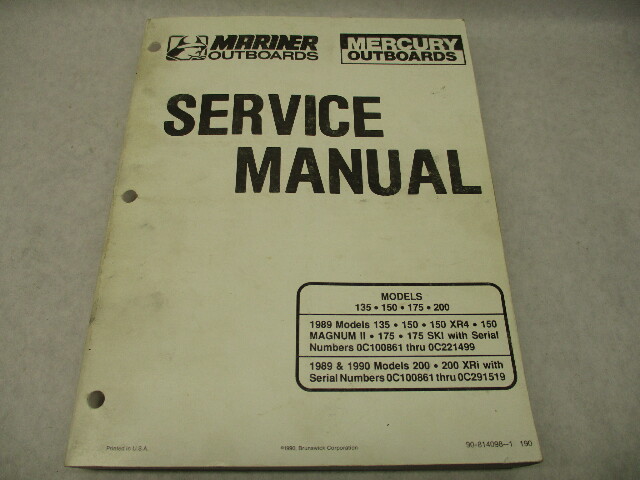 MARINER OUTBOARDS
MERCURY OUTBOARDS
SERVICE
MANUAL
MODELS
135 • 150 • 175 • 200
1989 Models 135 • 150 • 150 XR4 • 150
MAGNUM II • 175 • 175 SKI with Serial
Numbers 0C100861 thru 0C221499
1989 & 1990 Models 200 • 200 XRi with
Serial Numbers 0C100861 thru 0C291519
Printed in U.S.A.
©1990, Brunswick Corporation
90-814098--1 190